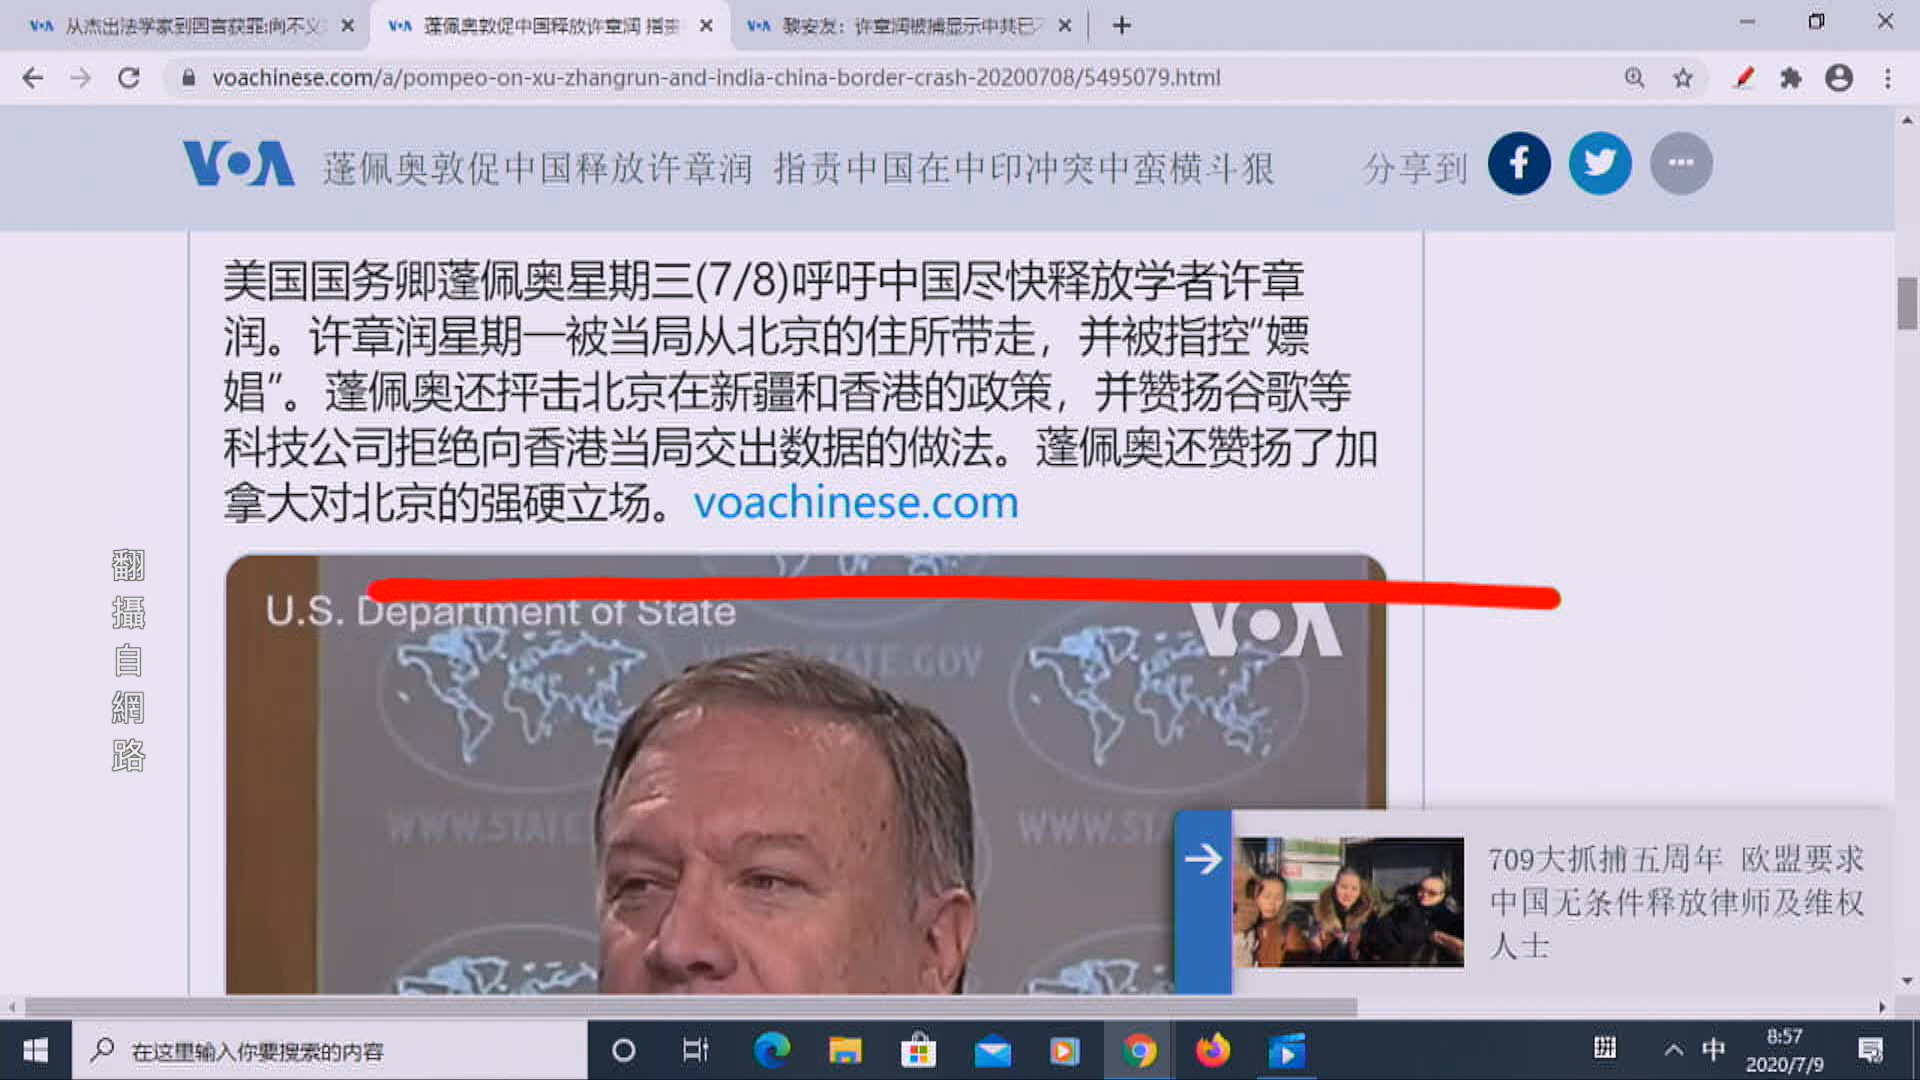 从杰出法学家到因言获罪:向不义
蓬佩奥敦促中国释放许章润 指责
黎安友：许章润被捕显示中共已
voachinese.com/a/pompeo-on-xu-zhangrun-and-india-china-border-crash-20200708/5495079.html
VOA 蓬佩奥敦促中国释放许章润 指责中国在中印冲突中蛮横斗狠 分享到
美国国务卿蓬佩奥星期三(7/8)呼吁中国尽快释放学者许章
润。许章润星期一被当局从北京的住所带走，并被指控“嫖
娼”。蓬佩奥还抨击北京在新疆和香港的政策，并赞扬谷歌等
科技公司拒绝向香港当局交出数据的做法。蓬佩奥还赞扬了加
拿大对北京的强硬立场。voachinese.com
翻攝自網路
U.S. Department of State
VOA
WWW.STATE.GOV
709大抓捕五周年 欧盟要求
中国无条件释放律师及维权
人士
在这里输入你要搜索的内容
拼
中
8:57
2020/7/9